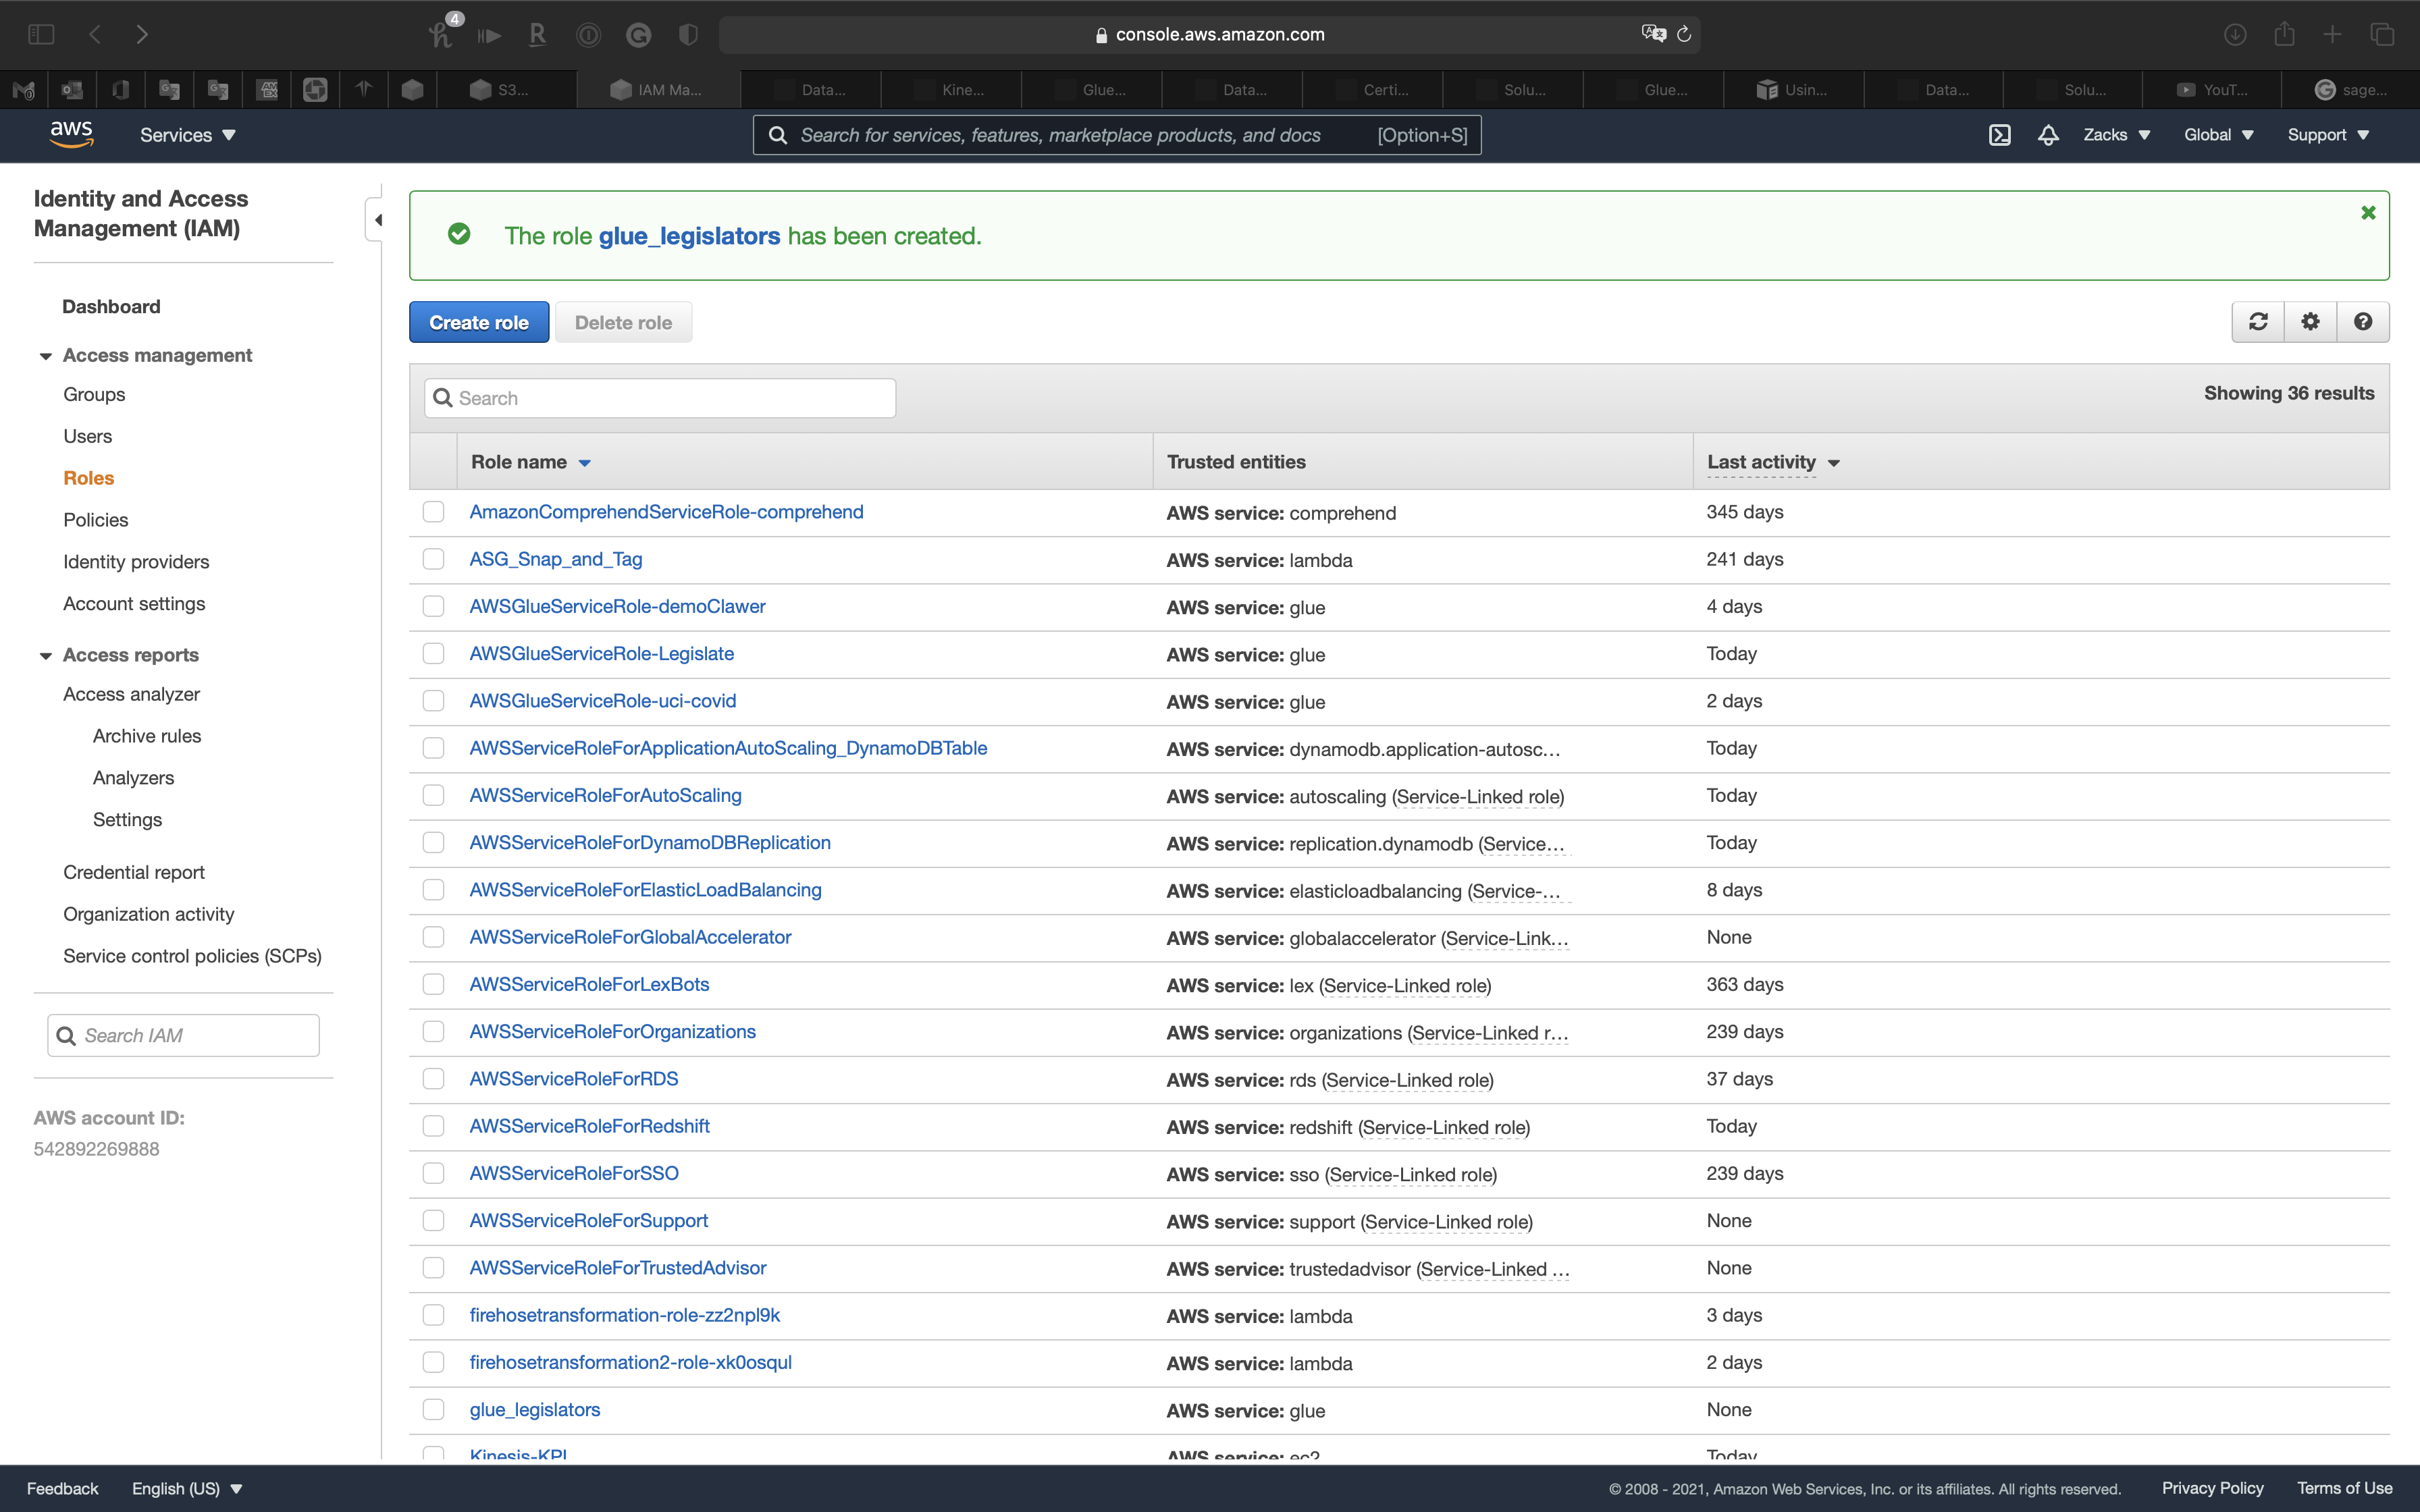 4
console.aws.amazon.com
S3...
IAM Ma...
Data...
Kine...
Glue...
Data...
Certi...
Solu...
Glue...
Usin...
Data...
Solu...
YouT...
sage...
aws
Services
Search for services, features, marketplace products, and docs [Option+S]
Zacks
Global
Support
Identity and Access
Management (IAM)
Dashboard
Access management
Groups
Users
Roles
Policies
Identity providers
Account settings
Access reports
Access analyzer
Archive rules
Analyzers
Settings
Credential report
Organization activity
Service control policies (SCPs)
Search IAM
AWS account ID:
542892269888
The role glue_legislators has been created.
Create role
Delete role
Search
Showing 36 results
Role name Trusted entities Last activity
AmazonComprehendServiceRole-comprehend AWS service: comprehend 345 days
ASG_Snap_and_Tag AWS service: lambda 241 days
AWSGlueServiceRole-demoClawer AWS service: glue 4 days
AWSGlueServiceRole-Legislate AWS service: glue Today
AWSGlueServiceRole-uci-covid AWS service: glue 2 days
AWSServiceRoleForApplicationAutoScaling_DynamoDBTable AWS service: dynamodb.application-autosc... Today
AWSServiceRoleForAutoScaling AWS service: autoscaling (Service-Linked role) Today
AWSServiceRoleForDynamoDBReplication AWS service: replication.dynamodb (Service... Today
AWSServiceRoleForElasticLoadBalancing AWS service: elasticloadbalancing (Service-... 8 days
AWSServiceRoleForGlobalAccelerator AWS service: globalaccelerator (Service-Link... None
AWSServiceRoleForLexBots AWS service: lex (Service-Linked role) 363 days
AWSServiceRoleForOrganizations AWS service: organizations (Service-Linked r... 239 days
AWSServiceRoleForRDS AWS service: rds (Service-Linked role) 37 days
AWSServiceRoleForRedshift AWS service: redshift (Service-Linked role) Today
AWSServiceRoleForSSO AWS service: sso (Service-Linked role) 239 days
AWSServiceRoleForSupport AWS service: support (Service-Linked role) None
AWSServiceRoleForTrustedAdvisor AWS service: trustedadvisor (Service-Linked ... None
firehosetransformation-role-zz2npl9k AWS service: lambda 3 days
firehosetransformation2-role-xk0osqul AWS service: lambda 2 days
glue_legislators AWS service: glue None
Kinesis-KPL AWS service: ec2 Today
Feedback
English (US)
© 2008 - 2021, Amazon Web Services, Inc. or its affiliates. All rights reserved.
Privacy Policy
Terms of Use